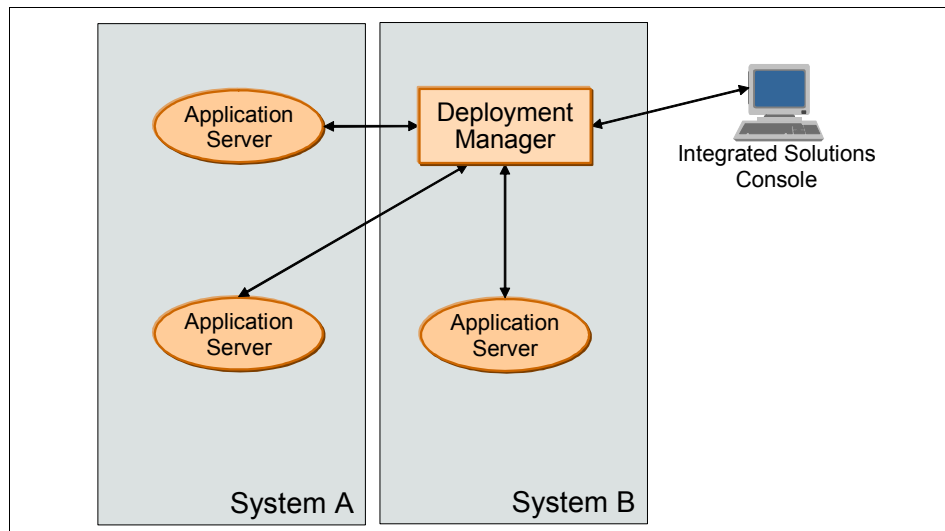 Application
Server
Deployment
Manager
Integrated Solutions
Console
Application
Server
Application
Server
System A
System B